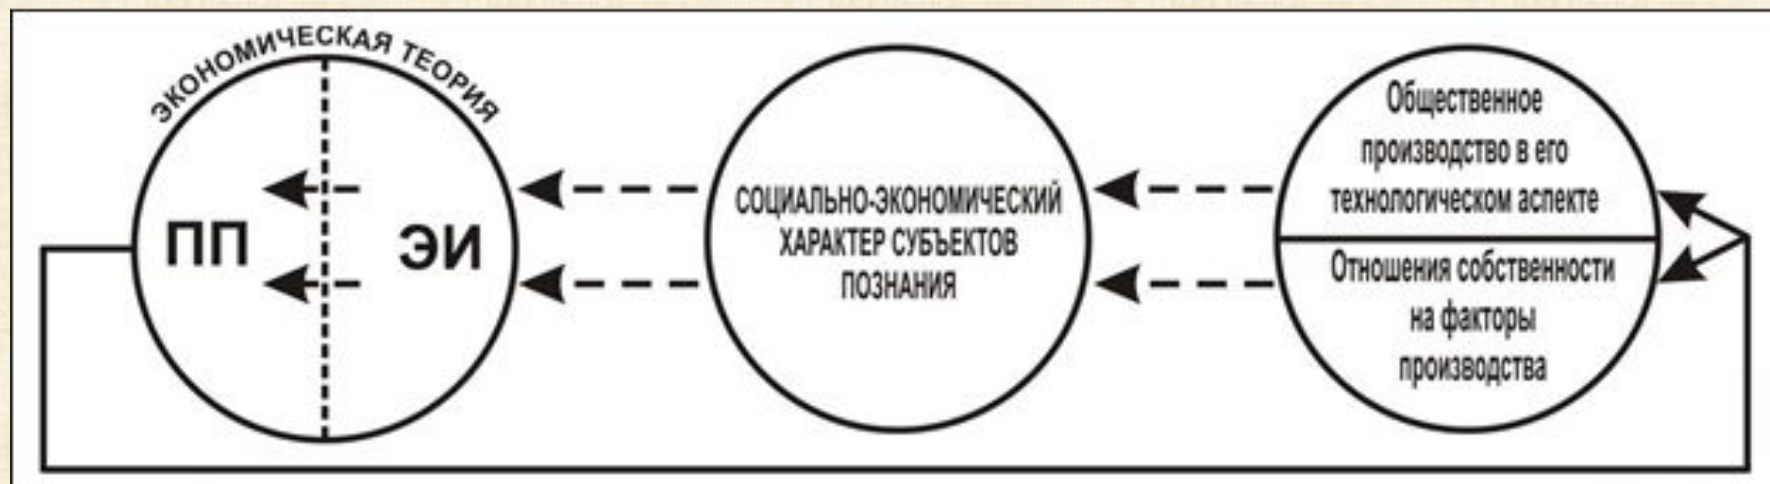 ЭКОНОМИЧЕСКАЯ ТЕОРИЯ
ПП
ЭИ
СОЦИАЛЬНО-ЭКОНОМИЧЕСКИЙ
ХАРАКТЕР СУБЪЕКТОВ
ПОЗНАНИЯ
Общественное
производство в его
технологическом аспекте
Отношения собственности
на факторы
производства